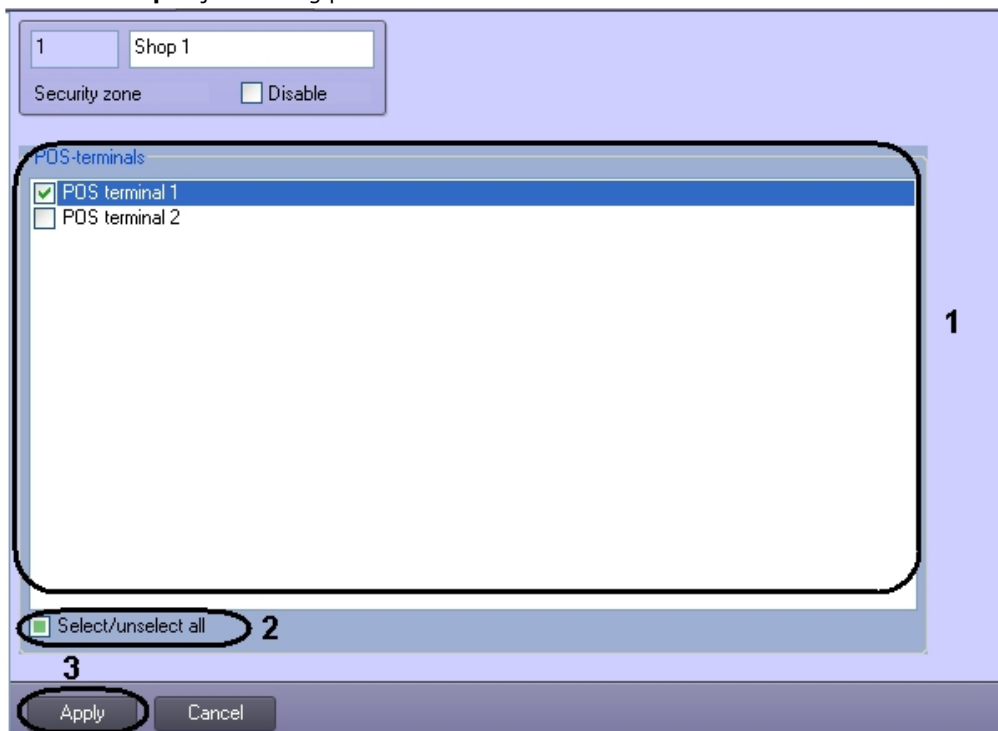 1 Shop 1
Security zone Disable
POS-terminals
POS terminal 1
POS terminal 2
1
Select/unselect all 2
3
Apply Cancel